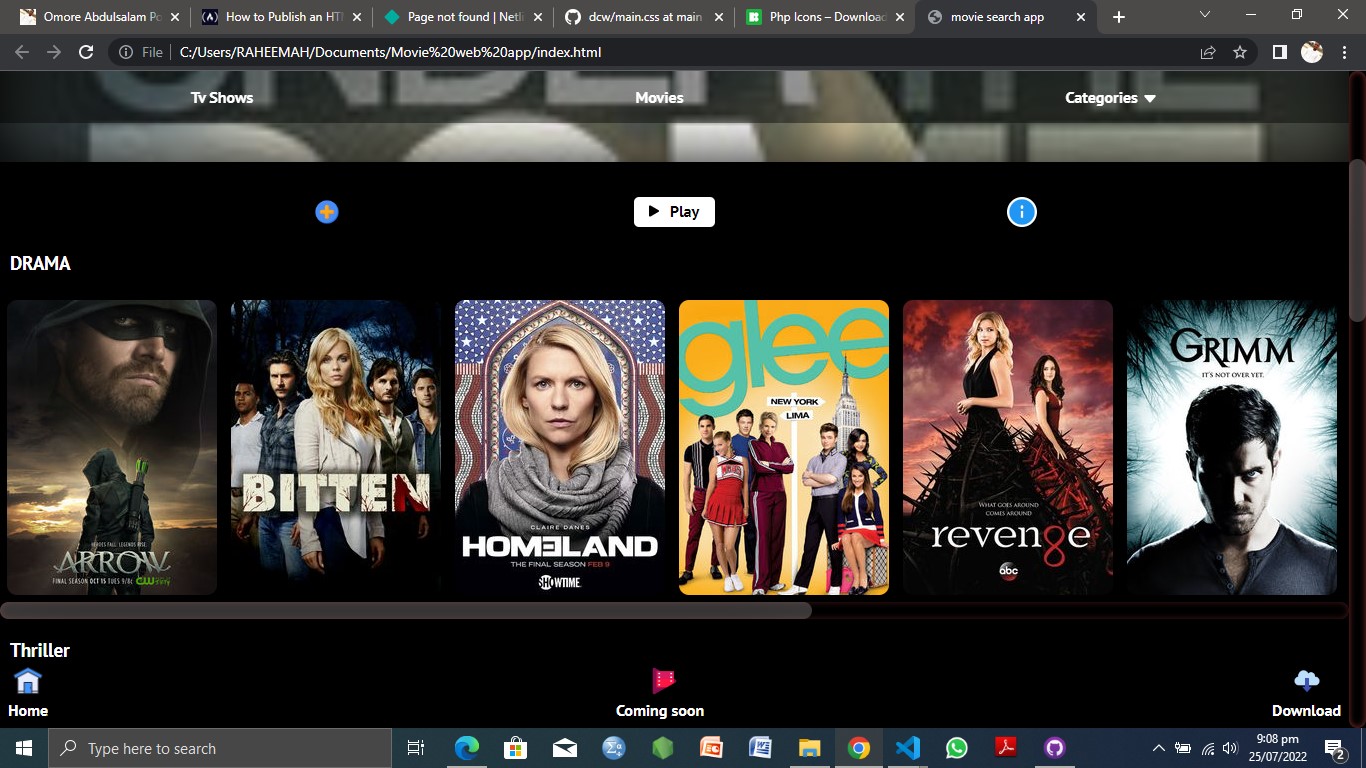 Omore Abdulsalam Po
How to Publish an HTM
Page not found | Netli
dcw/main.css at main
Php Icons – Download
movie search app
File
C:/Users/RAHEEMAH/Documents/Movie%20web%20app/index.html
Tv Shows
Movies
Categories
Play
DRAMA
HEROES FALL. LEGENDS RISE.
ARROW
FINAL SEASON OCT 15 TUES 9/8c
BITTEN
CLAIRE DANES
HOMELAND
THE FINAL SEASON FEB 9
SHOWTIME
glee
NEW YORK
LIMA
WHAT GOES AROUND
COMES AROUND
revenge
abc
GRIMM
IT'S NOT OVER YET.
Thriller
Home
Coming soon
Download
Type here to search
9:08 pm
25/07/2022
2